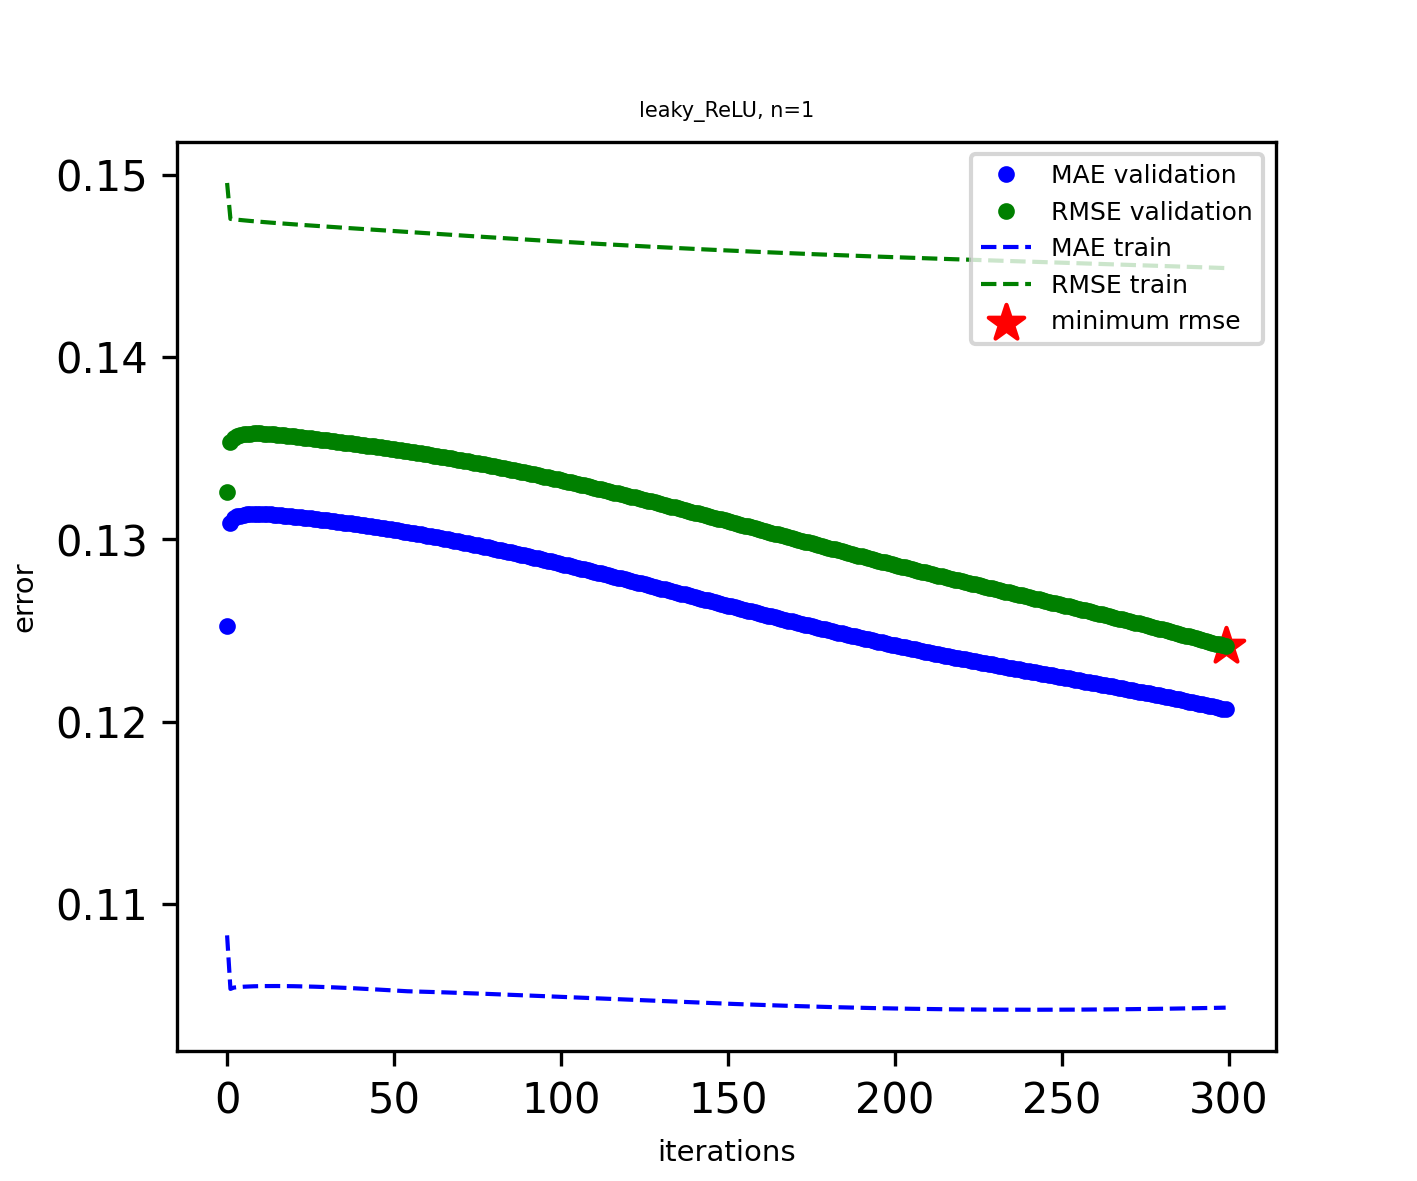 leaky_ReLU, n=1
0.15
0.14
0.13
0.12
0.11
error
MAE validation
RMSE validation
MAE train
RMSE train
minimum rmse
0 50 100 150 200 250 300
iterations